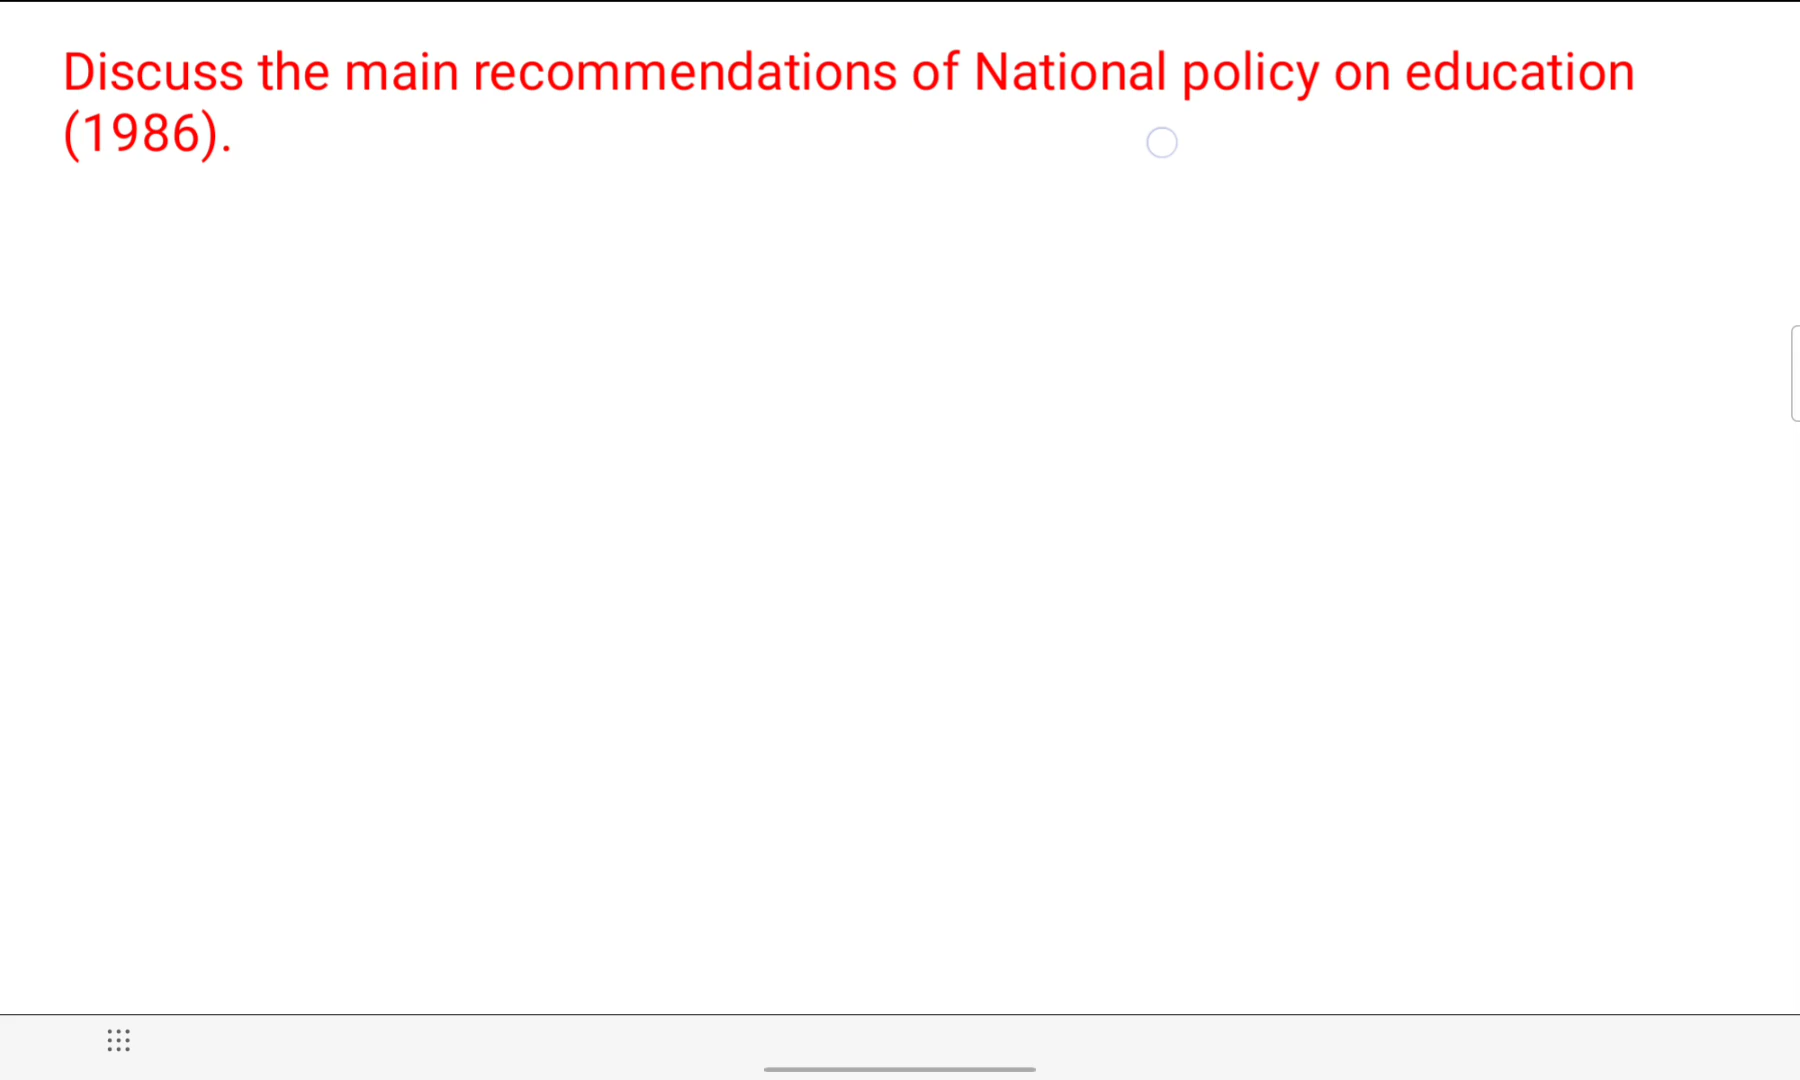 Discuss the main recommendations of National policy on education
(1986).